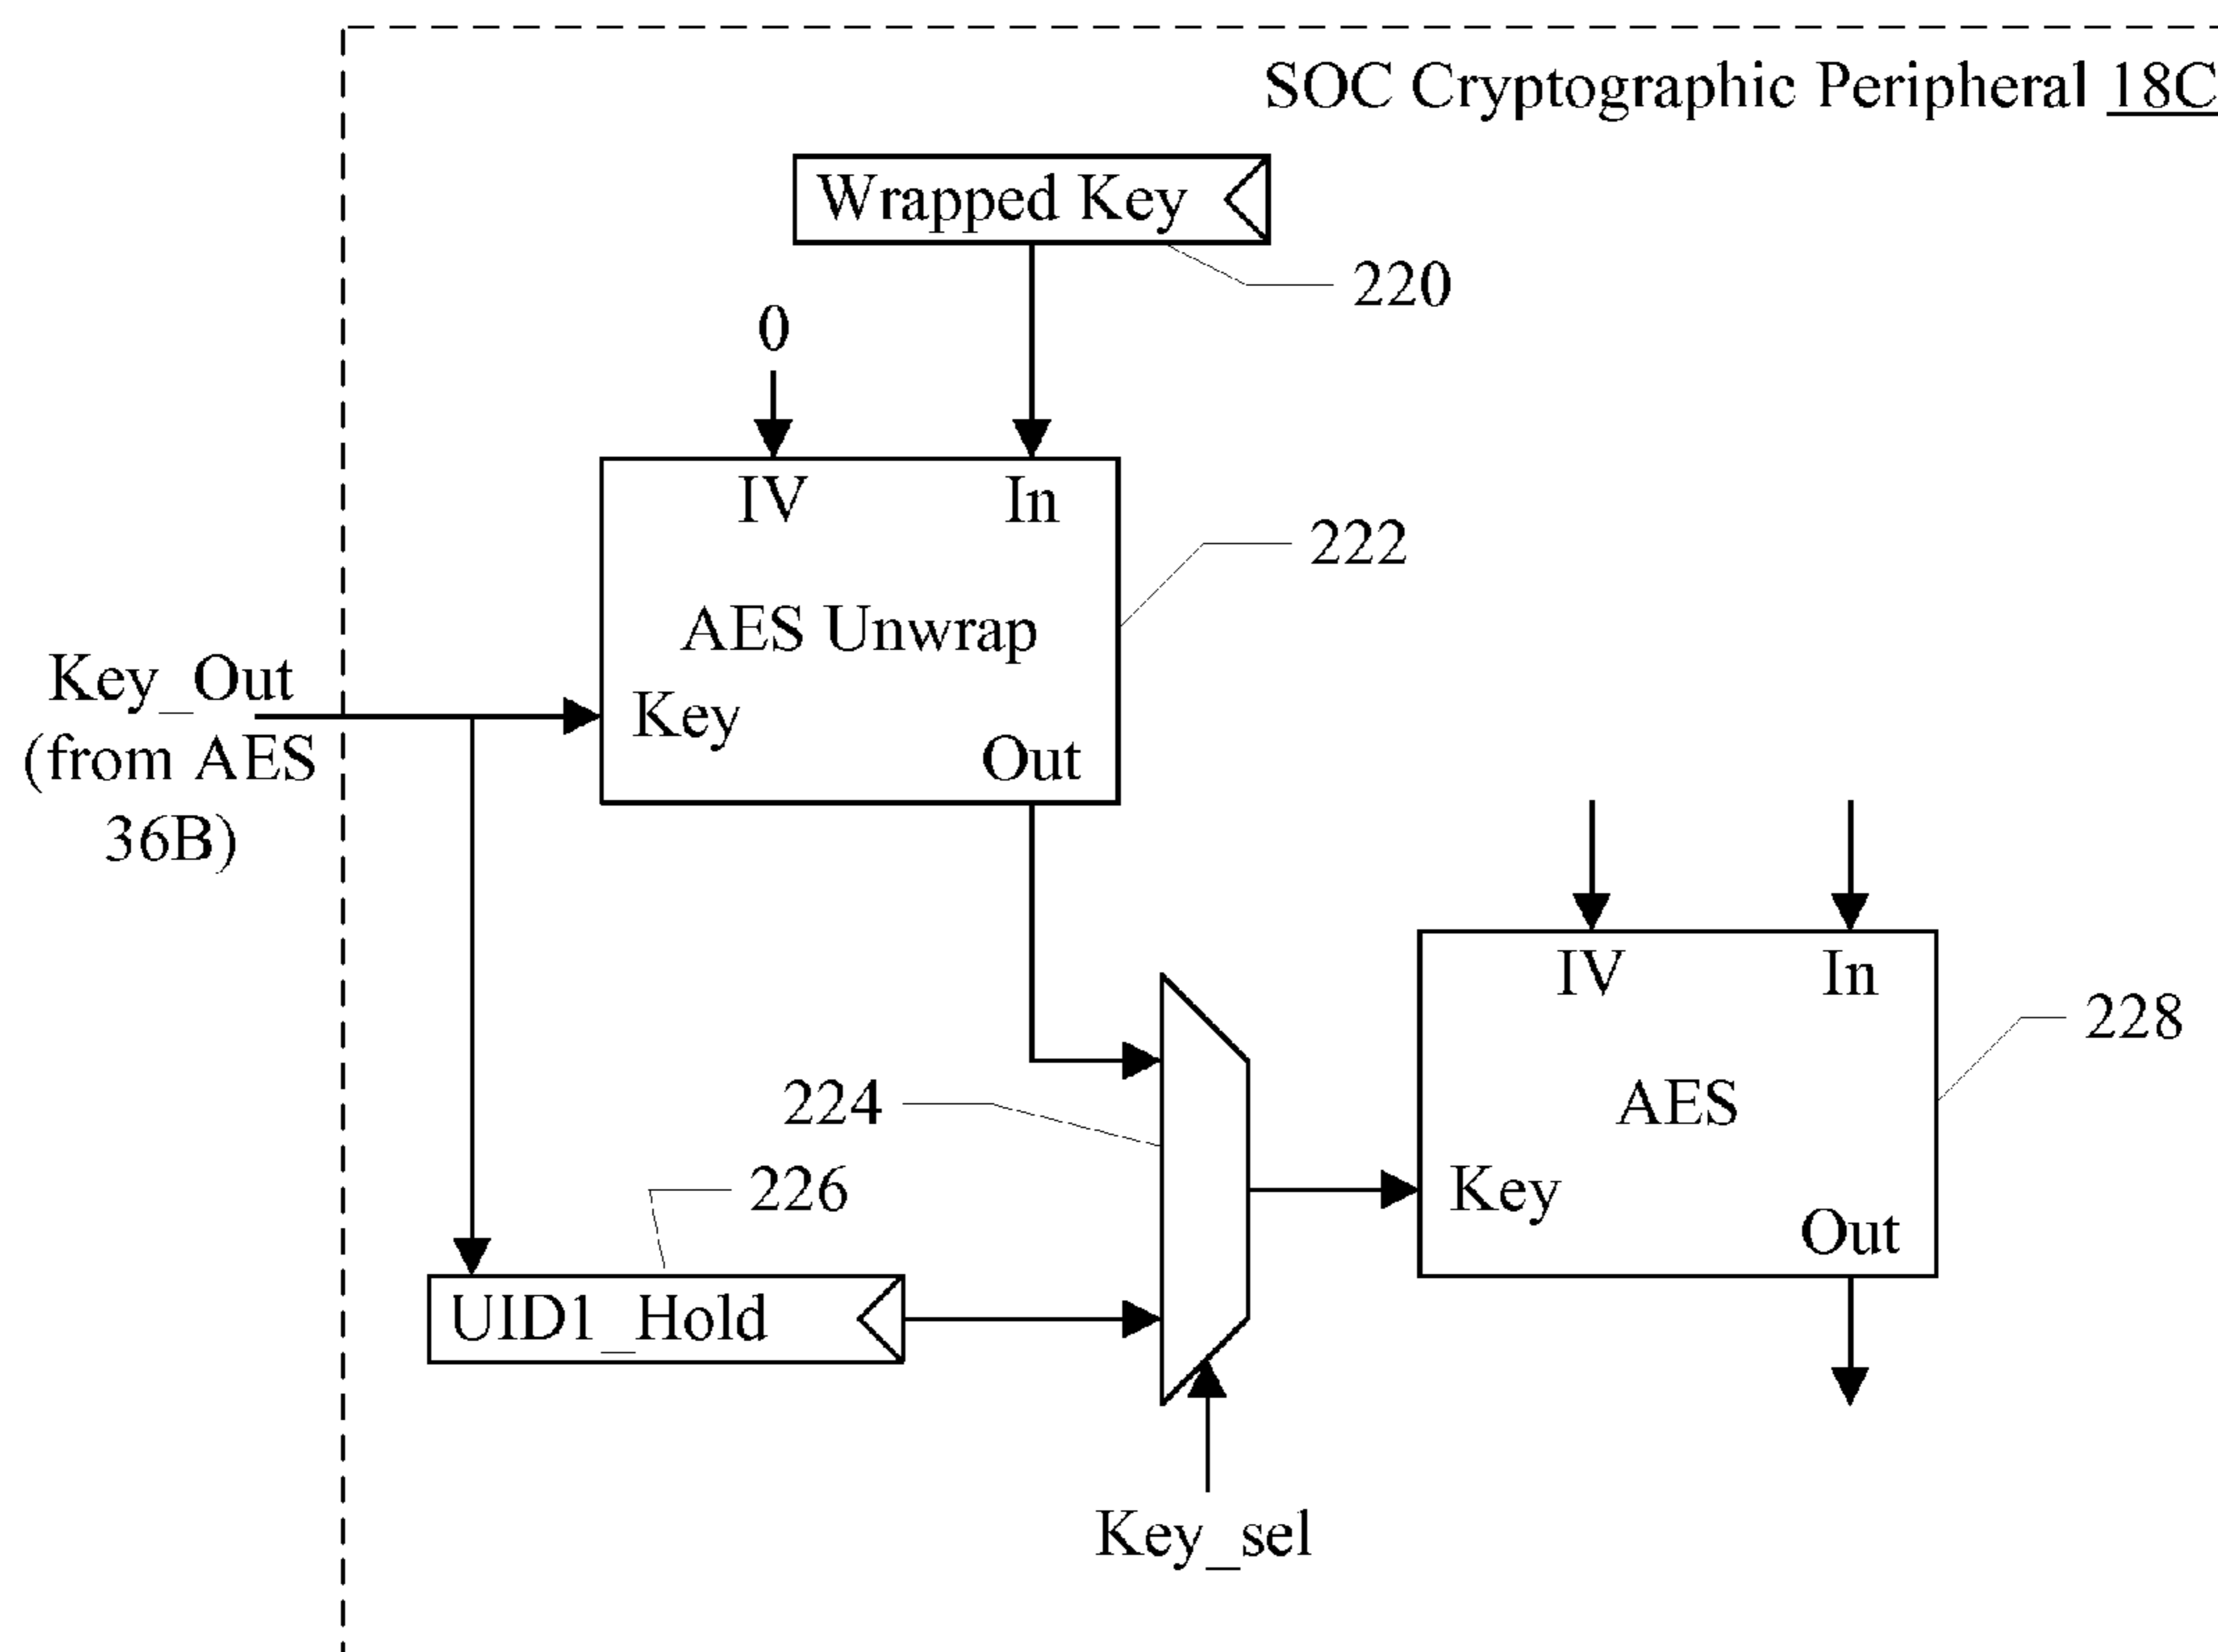 SOC Cryptographic Peripheral 18C
Wrapped Key
220
0
IV In
222
AES Unwrap
Key_Out
(from AES
36B)
Key
Out
IV In
228
224
AES
226
Key
Out
UID1_Hold
Key_sel